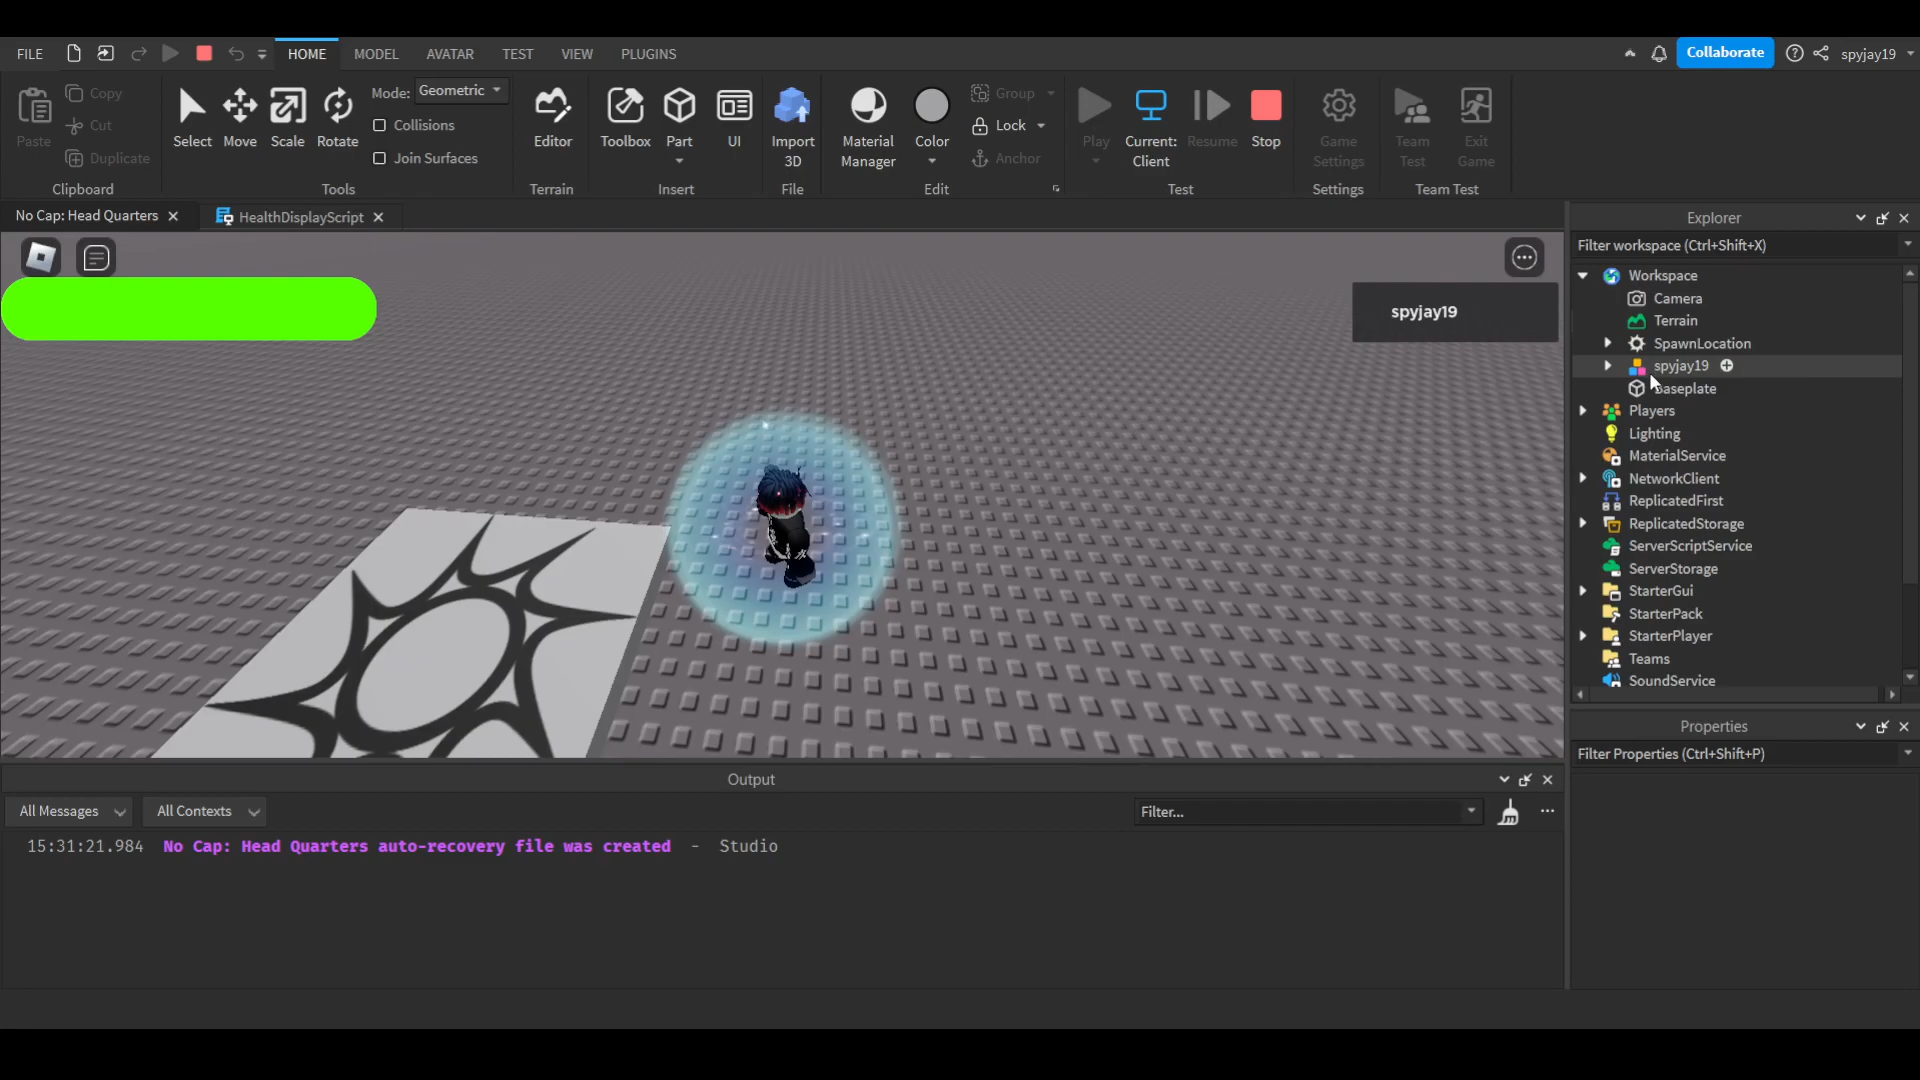 FILE HOME MODEL AVATAR TEST VIEW PLUGINS Collaborate spyjay19
Paste Copy Cut Duplicate
Clipboard
Select Move Scale Rotate
Mode: Geometric
Collisions
Join Surfaces
Tools
Editor
Terrain
Toolbox Part UI
Insert
Import 3D
File
Material Manager Color
Group
Lock
Anchor
Edit
Play Current: Client Resume Stop
Test
Game Settings
Settings
Team Test Exit Game
Team Test
No Cap: Head Quarters HealthDisplayScript
spyjay19
Explorer
Filter workspace (Ctrl+Shift+X)
Workspace
Camera
Terrain
SpawnLocation
spyjay19
Baseplate
Players
Lighting
MaterialService
NetworkClient
ReplicatedFirst
ReplicatedStorage
ServerScriptService
ServerStorage
StarterGui
StarterPack
StarterPlayer
Teams
SoundService
Properties
Filter Properties (Ctrl+Shift+P)
Output
All Messages All Contexts Filter...
15:31:21.984 No Cap: Head Quarters auto-recovery file was created - Studio